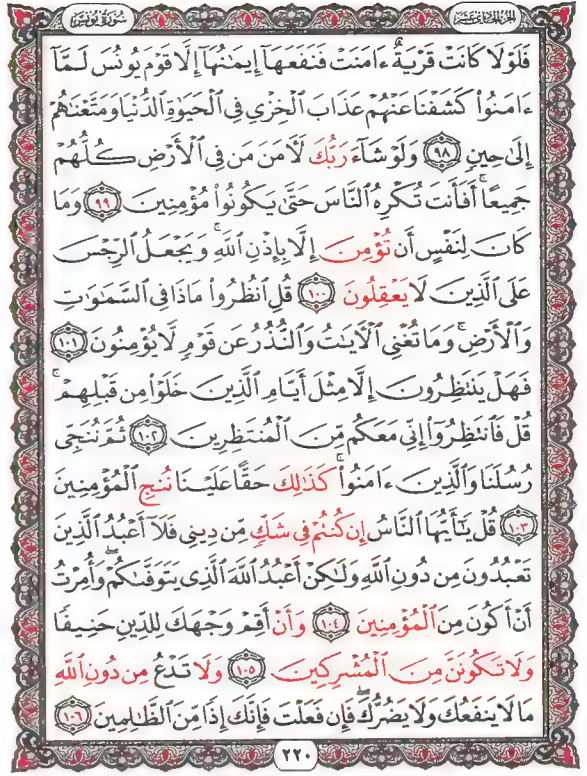 سُورَةُ يُونُسَ الجزء الحادي عشر
فَلَوْلَا كَانَتْ قَرْيَةٌ ءَامَنَتْ فَنَفَعَهَآ إِيمَٰنُهَآ إِلَّا قَوْمَ يُونُسَ لَمَّآ
ءَامَنُوا۟ كَشَفْنَا عَنْهُمْ عَذَابَ ٱلْخِزْىِ فِى ٱلْحَيَوٰةِ ٱلدُّنْيَا وَمَتَّعْنَٰهُمْ
إِلَىٰ حِينٍ ٩٨ وَلَوْ شَآءَ رَبُّكَ لَءَامَنَ مَن فِى ٱلْأَرْضِ كُلُّهُمْ
جَمِيعًا ۚ أَفَأَنتَ تُكْرِهُ ٱلنَّاسَ حَتَّىٰ يَكُونُوا۟ مُؤْمِنِينَ ٩٩ وَمَا
كَانَ لِنَفْسٍ أَن تُؤْمِنَ إِلَّا بِإِذْنِ ٱللَّهِ ۚ وَيَجْعَلُ ٱلرِّجْسَ
عَلَى ٱلَّذِينَ لَا يَعْقِلُونَ ١٠٠ قُلِ ٱنظُرُوا۟ مَاذَا فِى ٱلسَّمَٰوَٰتِ
وَٱلْأَرْضِ ۚ وَمَا تُغْنِى ٱلْءَايَٰتُ وَٱلنُّذُرُ عَن قَوْمٍ لَّا يُؤْمِنُونَ ١٠١
فَهَلْ يَنتَظِرُونَ إِلَّا مِثْلَ أَيَّامِ ٱلَّذِينَ خَلَوْا۟ مِن قَبْلِهِمْ ۚ
قُلْ فَٱنتَظِرُوٓا۟ إِنِّى مَعَكُم مِّنَ ٱلْمُنتَظِرِينَ ١٠٢ ثُمَّ نُنَجِّى
رُسُلَنَا وَٱلَّذِينَ ءَامَنُوا۟ ۚ كَذَٰلِكَ حَقًّا عَلَيْنَا نُنجِ ٱلْمُؤْمِنِينَ
١٠٣ قُلْ يَٰٓأَيُّهَا ٱلنَّاسُ إِن كُنتُمْ فِى شَكٍّ مِّن دِينِى فَلَآ أَعْبُدُ ٱلَّذِينَ
تَعْبُدُونَ مِن دُونِ ٱللَّهِ وَلَٰكِنْ أَعْبُدُ ٱللَّهَ ٱلَّذِى يَتَوَفَّىٰكُمْ ۖ وَأُمِرْتُ
أَنْ أَكُونَ مِنَ ٱلْمُؤْمِنِينَ ١٠٤ وَأَنْ أَقِمْ وَجْهَكَ لِلدِّينِ حَنِيفًا
وَلَا تَكُونَنَّ مِنَ ٱلْمُشْرِكِينَ ١٠٥ وَلَا تَدْعُ مِن دُونِ ٱللَّهِ
مَا لَا يَنفَعُكَ وَلَا يَضُرُّكَ ۖ فَإِن فَعَلْتَ فَإِنَّكَ إِذًا مِّنَ ٱلظَّٰلِمِينَ ١٠٦
٢٢٠